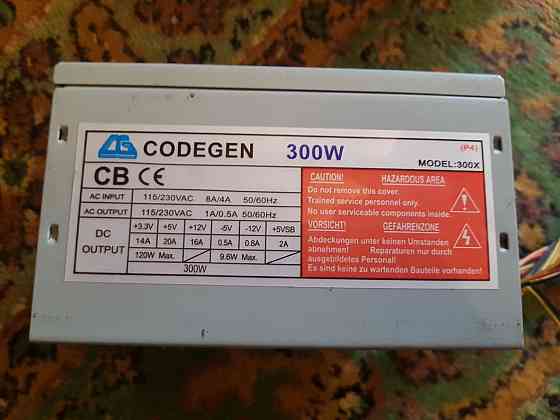 CG CODEGEN 300W (P4)
MODEL:300X
CB CE
AC INPUT 115/230VAC 8A/4A 50/60Hz
AC OUTPUT 115/230VAC 1A/0.5A 50/60Hz
DC OUTPUT +3.3V +5V +12V -5V -12V +5VSB
14A 20A 16A 0.5A 0.8A 2A
120W Max. 9.6W Max.
300W
CAUTION! HAZARDOUS AREA
Do not remove this cover.
Trained service personnel only.
No user serviceable components inside.
VORSICHT! GEFAHRENZONE
Abdeckungen unter keinen Umständen
abnehmen! Reparaturen nur durch
ausgebildetes Personal!
Es sind keine zu wartenden Bauteile vorhanden!